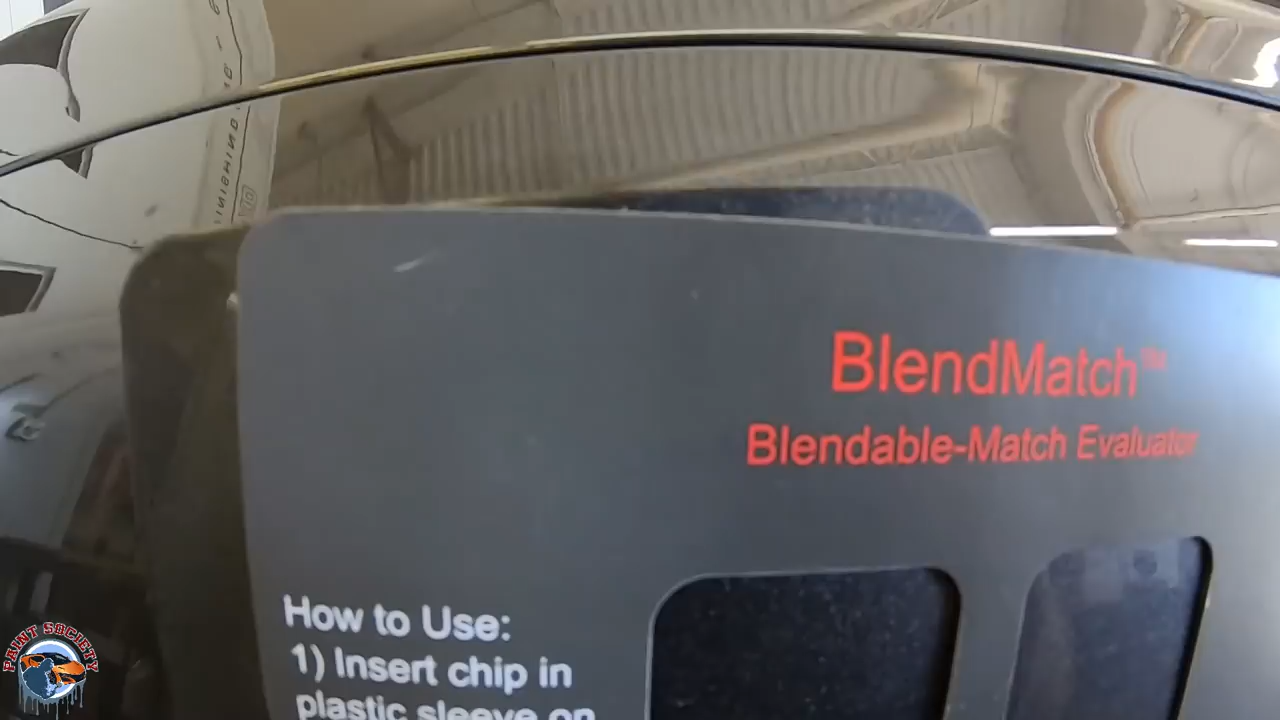 BlendMatch™
Blendable-Match Evaluator
How to Use:
1) Insert chip in
plastic sleeve on
PAINT SOCIETY